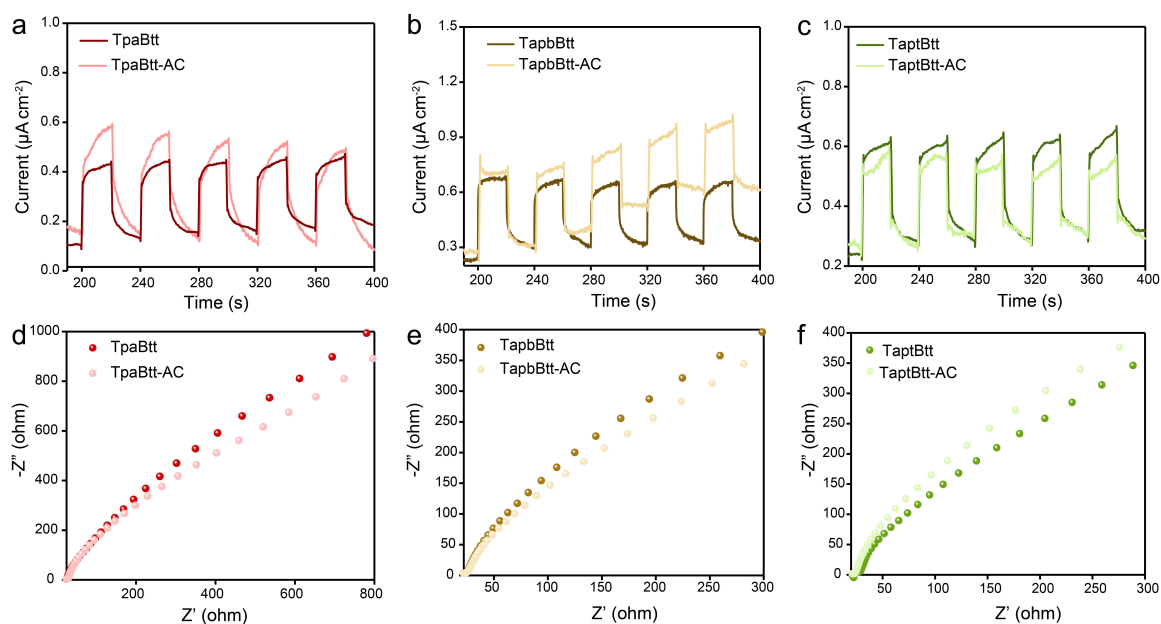 a
TpaBtt
TpaBtt-AC
Current (µA cm⁻²)
1.0
0.8
0.6
0.4
0.2
0.0
200 240 280 320 360 400
Time (s)
b
TapbBtt
TapbBtt-AC
Current (µA cm⁻²)
1.5
1.2
0.9
0.6
0.3
200 240 280 320 360 400
Time (s)
c
TaptBtt
TaptBtt-AC
Current (µA cm⁻²)
1.0
0.8
0.6
0.4
0.2
200 240 280 320 360 400
Time (s)
d
TpaBtt
TpaBtt-AC
-Z" (ohm)
1000
800
600
400
200
0
200 400 600 800
Z' (ohm)
e
TapbBtt
TapbBtt-AC
-Z" (ohm)
400
350
300
250
200
150
100
50
0
50 100 150 200 250 300
Z' (ohm)
f
TaptBtt
TaptBtt-AC
-Z" (ohm)
400
350
300
250
200
150
100
50
0
50 100 150 200 250 300
Z' (ohm)